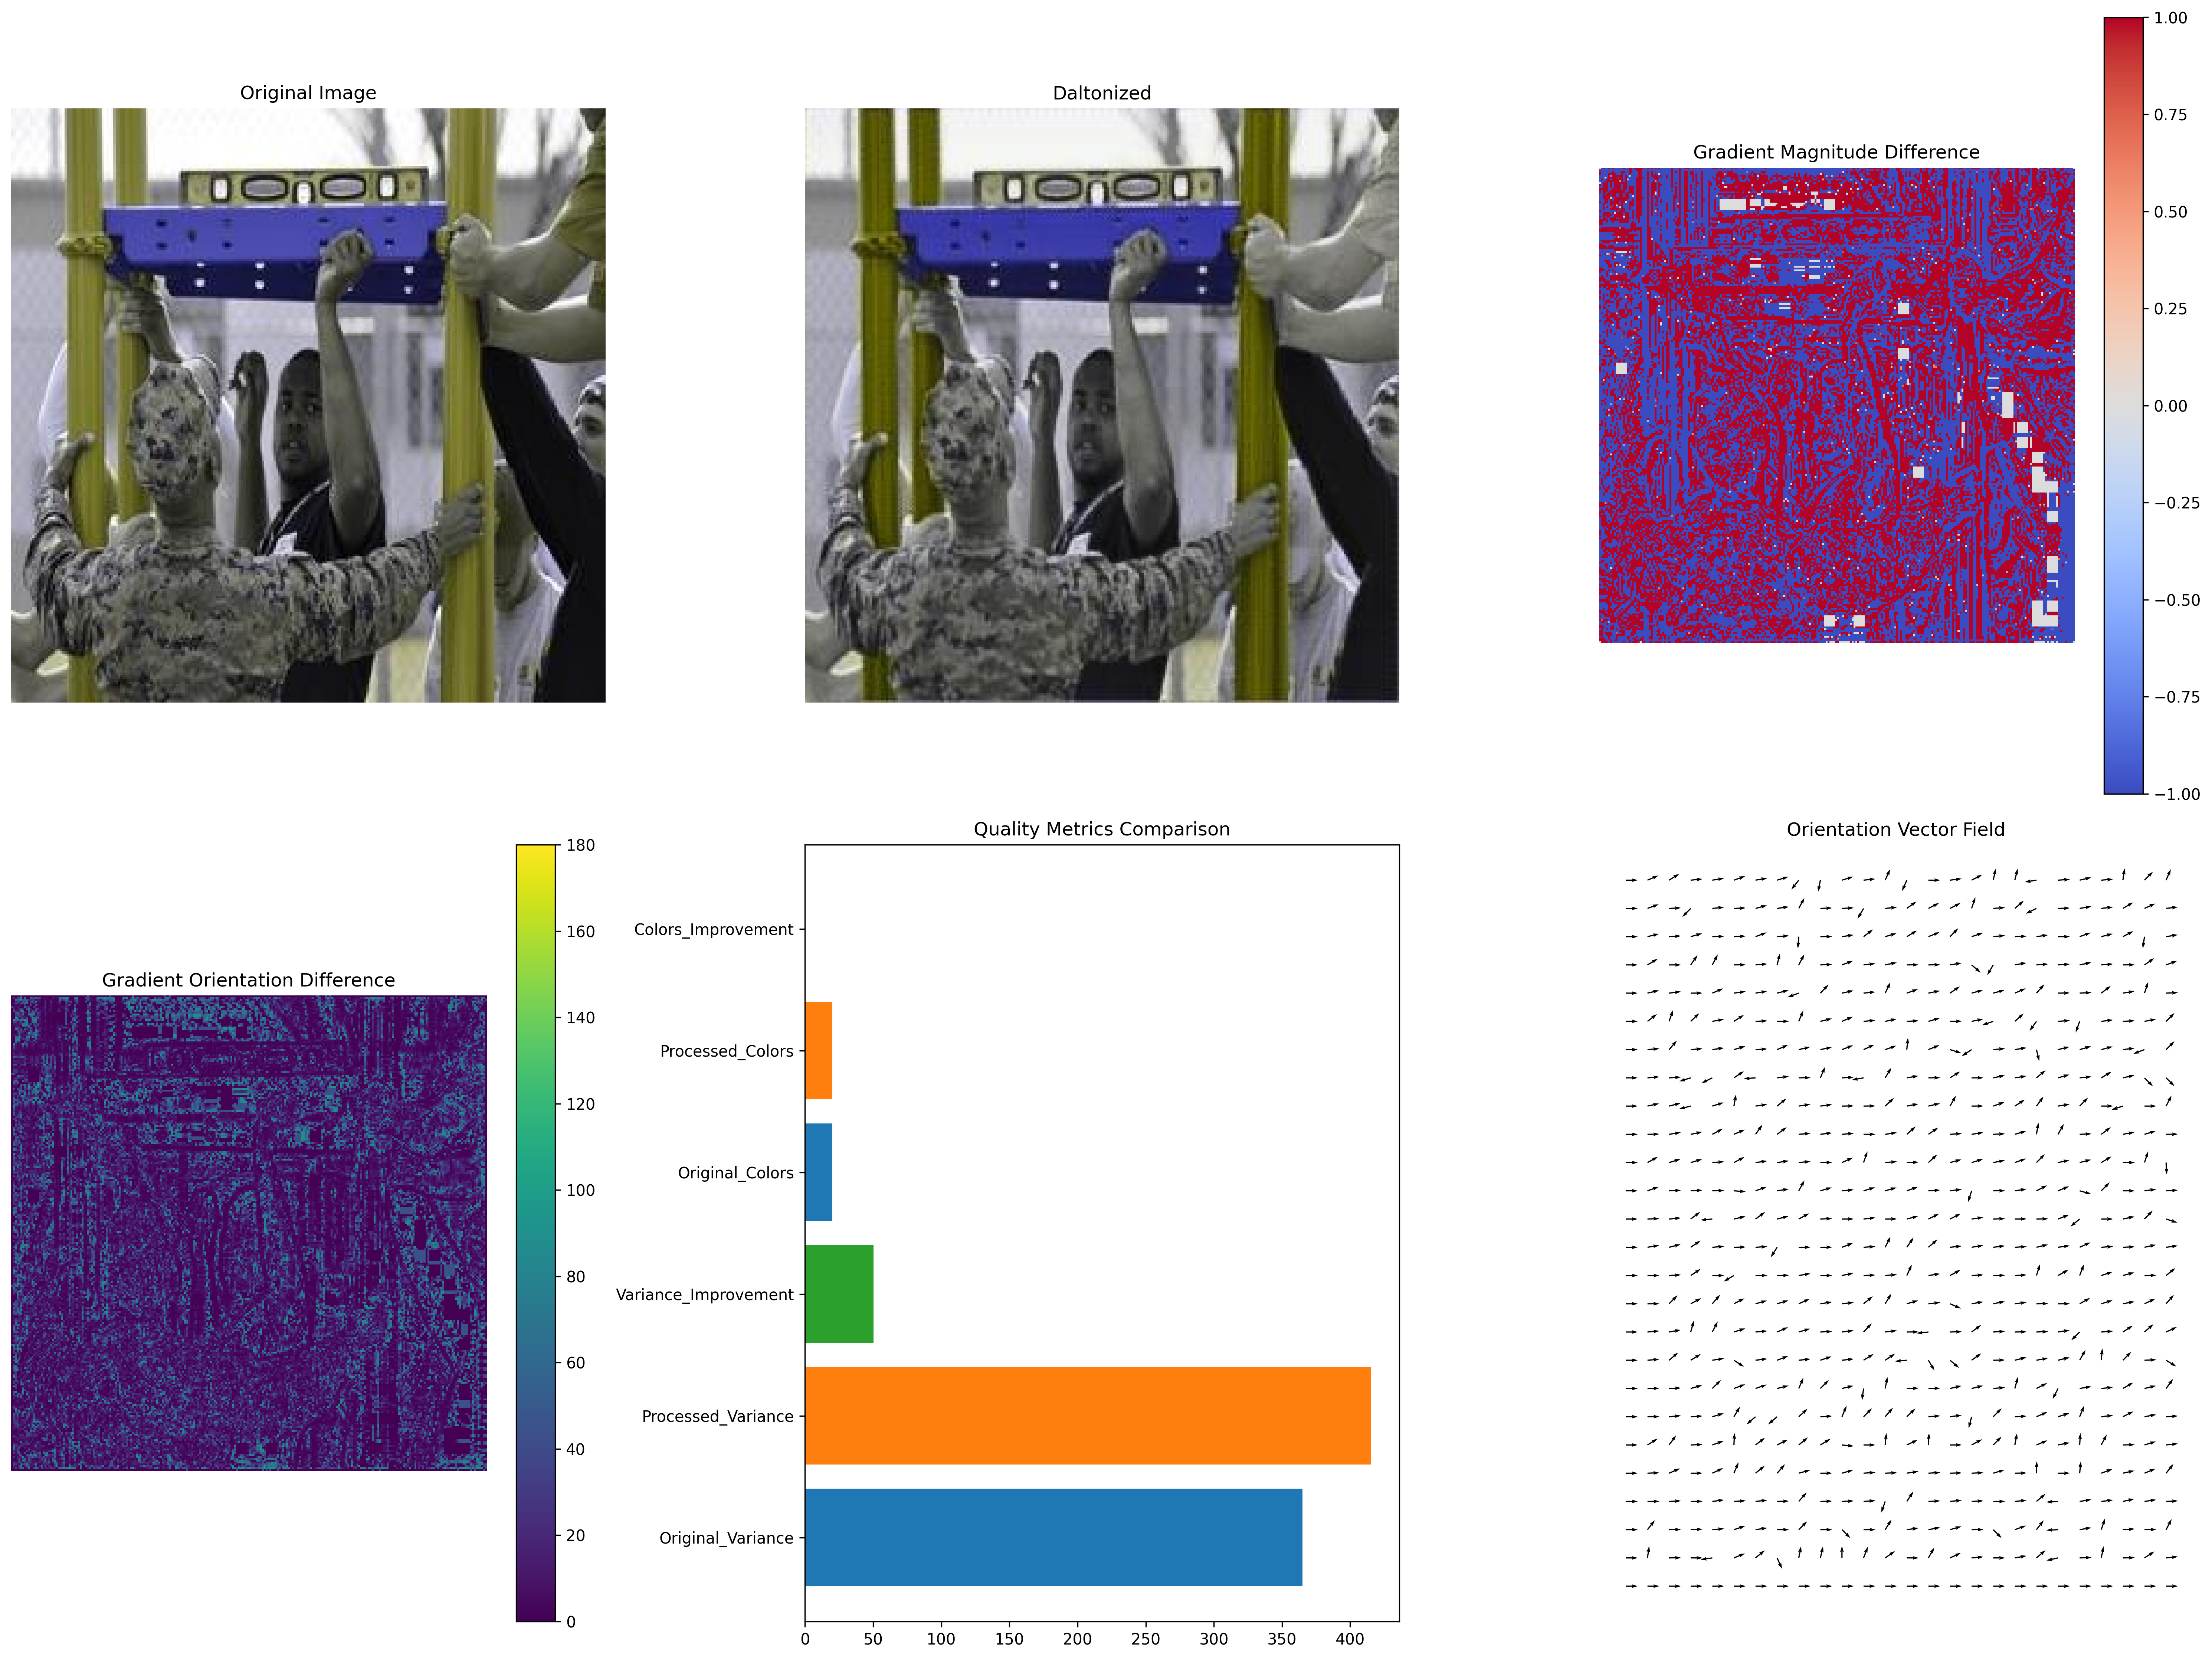 Original Image
Daltonized
Gradient Magnitude Difference
1.00
0.75
0.50
0.25
0.00
−0.25
−0.50
−0.75
−1.00
Gradient Orientation Difference
180
160
140
120
100
80
60
40
20
0
Quality Metrics Comparison
Colors_Improvement
Processed_Colors
Original_Colors
Variance_Improvement
Processed_Variance
Original_Variance
0 50 100 150 200 250 300 350 400
Orientation Vector Field